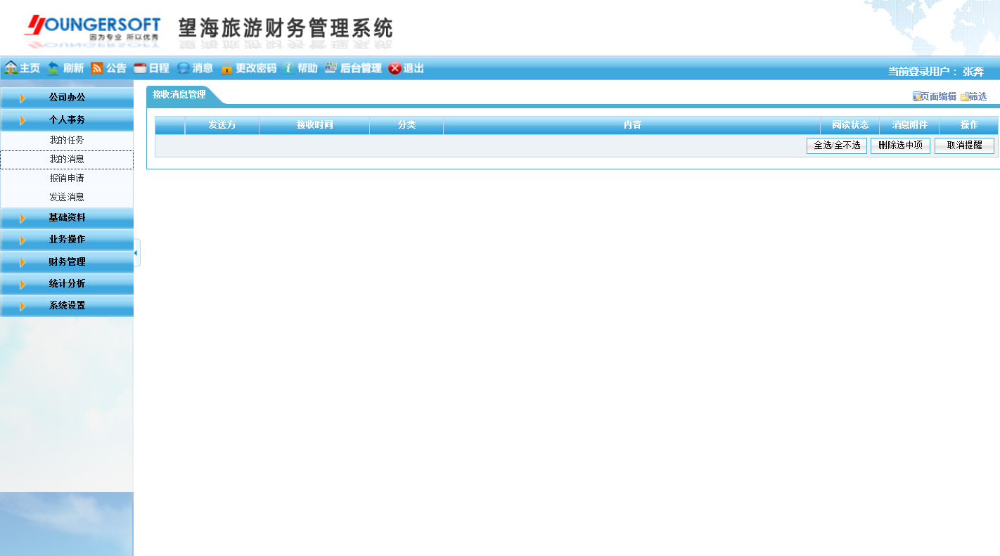 YOUNGERSOFT
因为专业 所以优秀
望海旅游财务管理系统
主页 刷新 公告 日程 消息 更改密码 帮助 后台管理 退出
当前登录用户： 张奔
公司办公
个人事务
我的任务
我的消息
报销申请
发送消息
基础资料
业务操作
财务管理
统计分析
系统设置
接收消息管理
页面编辑 筛选
发送方 接收时间 分类 内容 阅读状态 消息附件 操作
全选/全不选 删除选中项 取消提醒